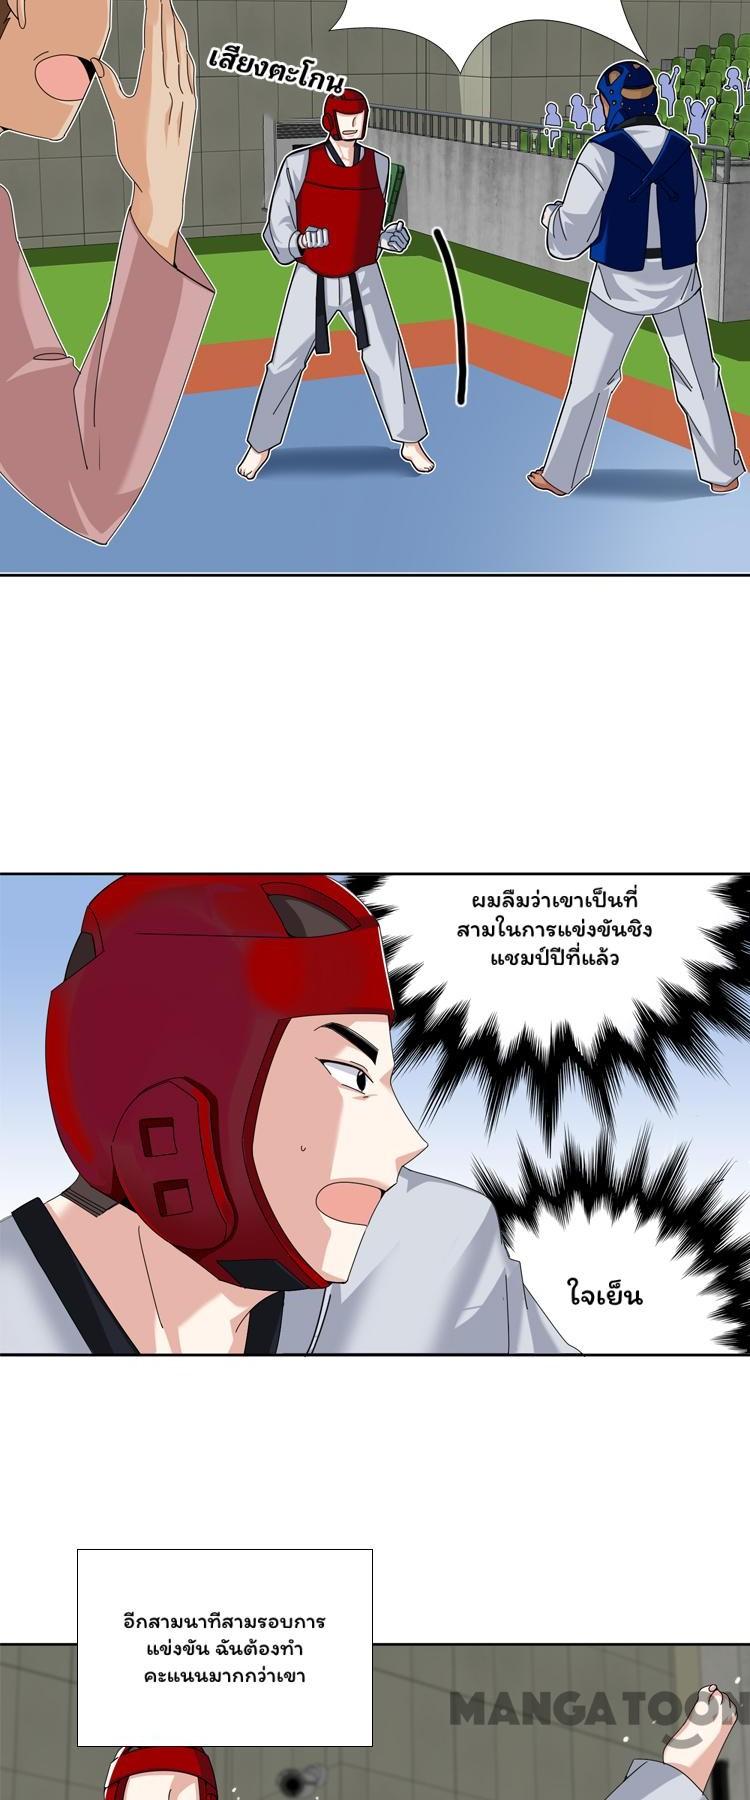 เสียงตะโกน
ผมลืมว่าเขาเป็นที่
สามในการแข่งขันชิง
แชมป์ปีที่แล้ว
ใจเย็น
อีกสามนาทีสามรอบการ
แข่งขัน ฉันต้องทำ
คะแนนมากกว่าเขา
MANGATOON